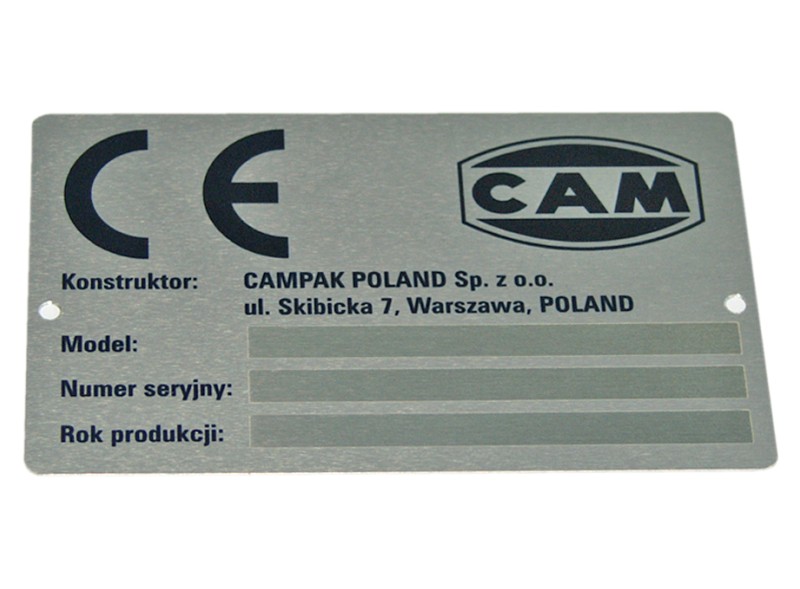 CE
CAM
Konstruktor: CAMPAK POLAND Sp. z o.o.
ul. Skibicka 7, Warszawa, POLAND
Model:
Numer seryjny:
Rok produkcji: